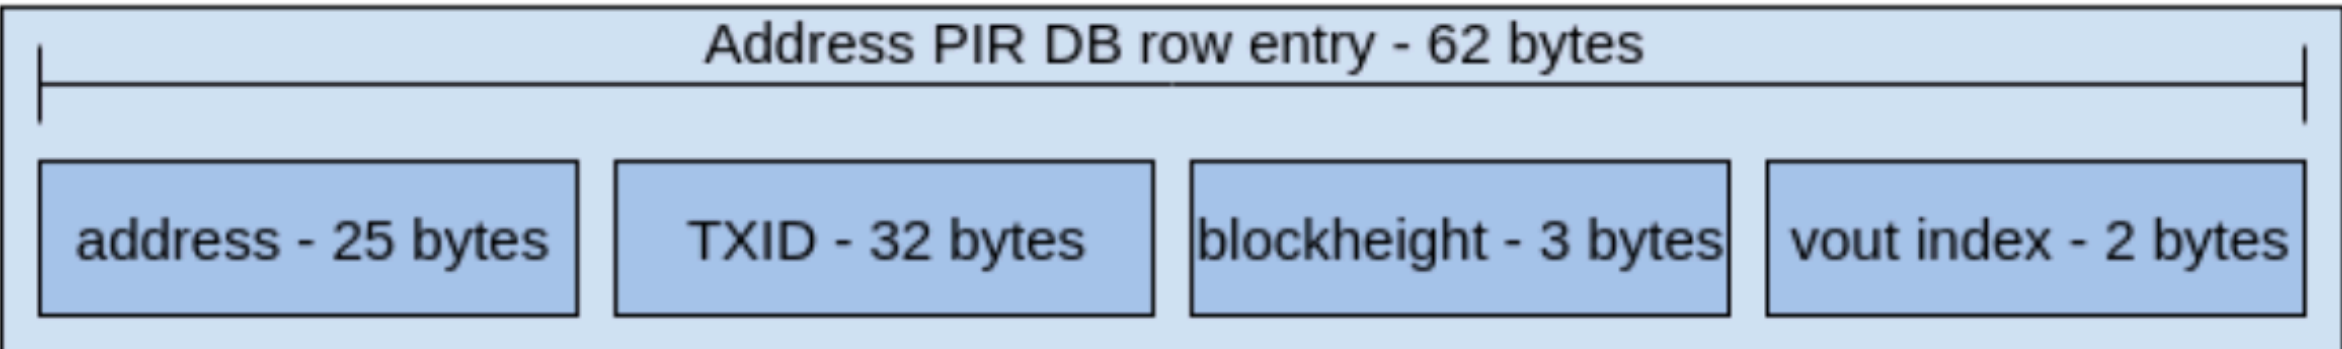 Address PIR DB row entry - 62 bytes
address - 25 bytes
TXID - 32 bytes
blockheight - 3 bytes
vout index - 2 bytes